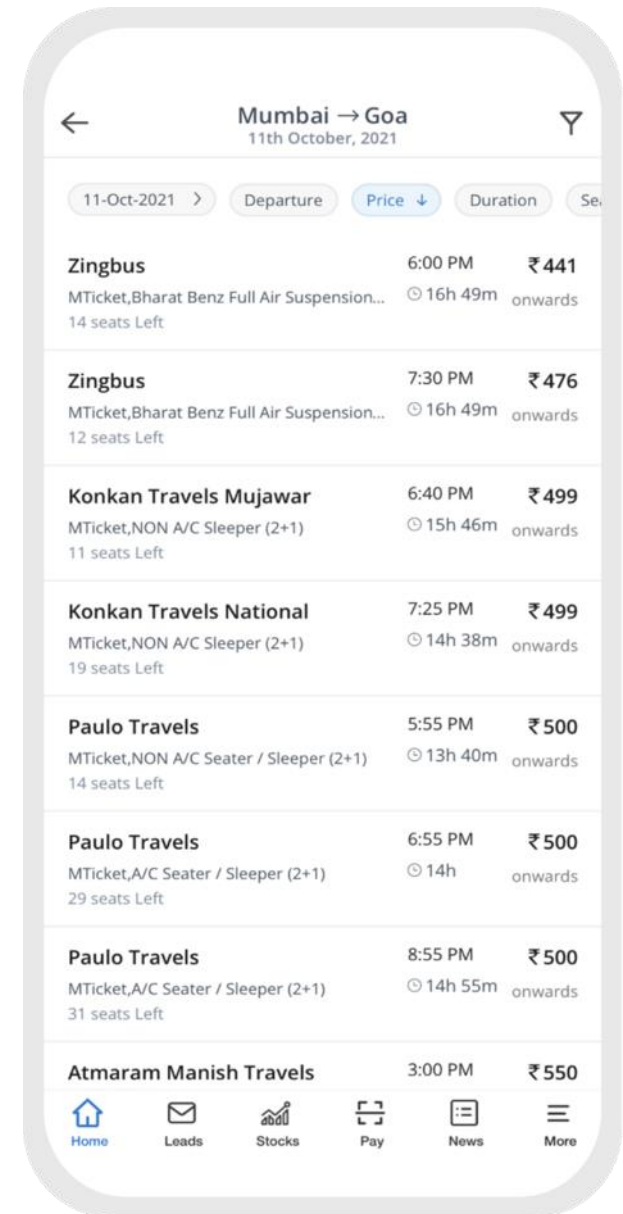 Mumbai → Goa
11th October, 2021
11-Oct-2021 > Departure Price ↓ Duration Se
Zingbus 6:00 PM ₹441
MTicket,Bharat Benz Full Air Suspension... 16h 49m onwards
14 seats Left
Zingbus 7:30 PM ₹476
MTicket,Bharat Benz Full Air Suspension... 16h 49m onwards
12 seats Left
Konkan Travels Mujawar 6:40 PM ₹499
MTicket,NON A/C Sleeper (2+1) 15h 46m onwards
11 seats Left
Konkan Travels National 7:25 PM ₹499
MTicket,NON A/C Sleeper (2+1) 14h 38m onwards
19 seats Left
Paulo Travels 5:55 PM ₹500
MTicket,NON A/C Seater / Sleeper (2+1) 13h 40m onwards
14 seats Left
Paulo Travels 6:55 PM ₹500
MTicket,A/C Seater / Sleeper (2+1) 14h onwards
29 seats Left
Paulo Travels 8:55 PM ₹500
MTicket,A/C Seater / Sleeper (2+1) 14h 55m onwards
31 seats Left
Atmaram Manish Travels 3:00 PM ₹550
Home Leads Stocks Pay News More